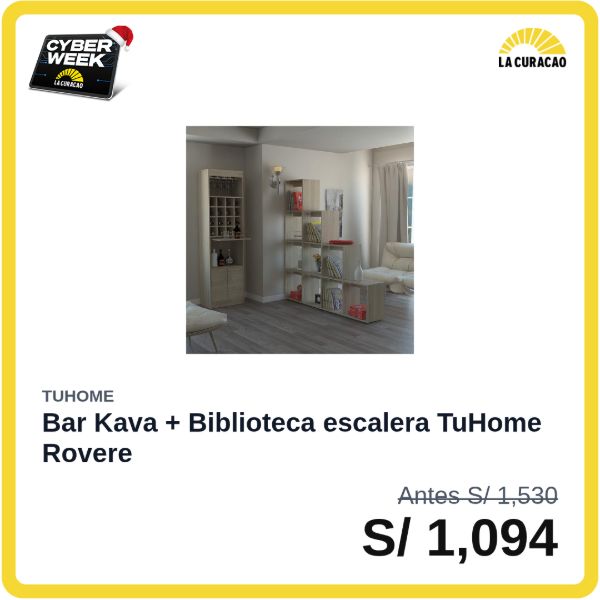 CYBER
WEEK
LA CURACAO
LA CURACAO
TUHOME
Bar Kava + Biblioteca escalera TuHome
Rovere
Antes S/ 1,530
S/ 1,094